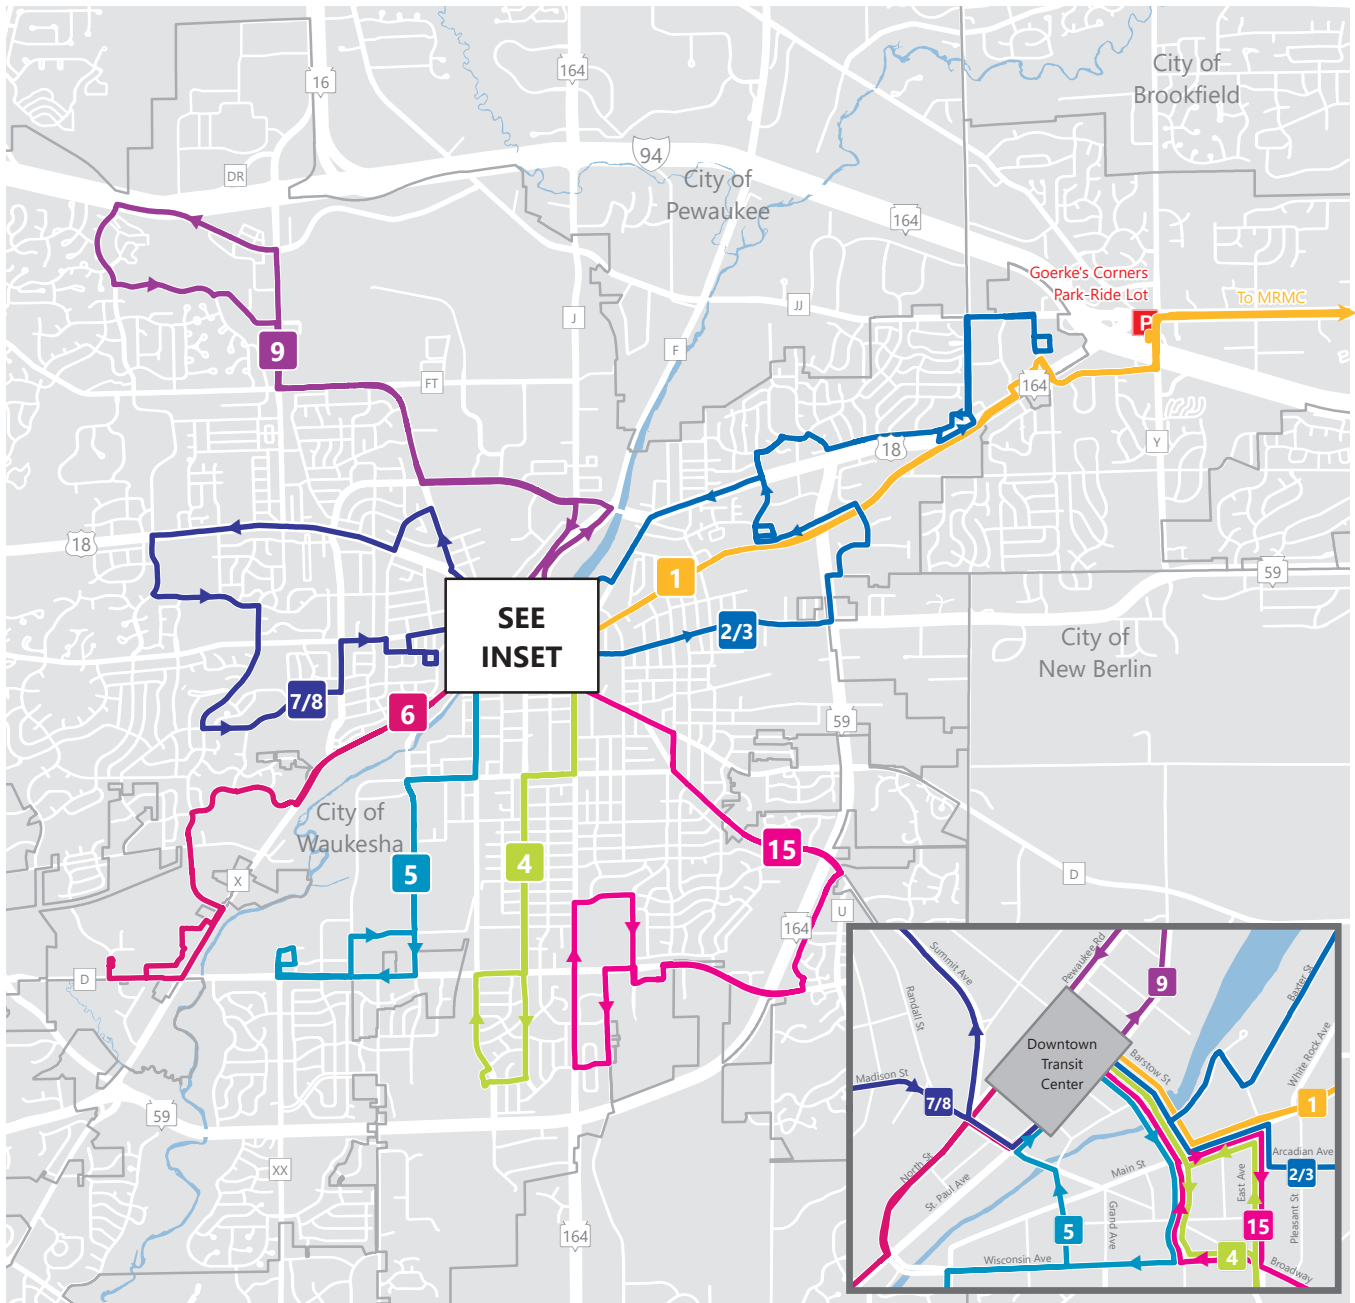 City of
Brookfield
16
164
94
DR
City of
Pewaukee
164
Goerke's Corners
Park-Ride Lot
To MRMC
P
JJ
J
F
9
FT
164
18
Y
18
1
59
SEE
INSET
2/3
City of
New Berlin
7/8
6
59
City of
Waukesha
15
4
5
X
D
U
164
D
59
XX
164
Summit Ave
Pewaukee Rd
9
Baxter St
Randall St
Downtown
Transit
Center
Barstow St
White Rock Ave
Madison St
7/8
1
Arcadian Ave
2/3
North St
St. Paul Ave
Main St
East Ave
Pleasant St
Grand Ave
5
15
4
Wisconsin Ave
Broadway